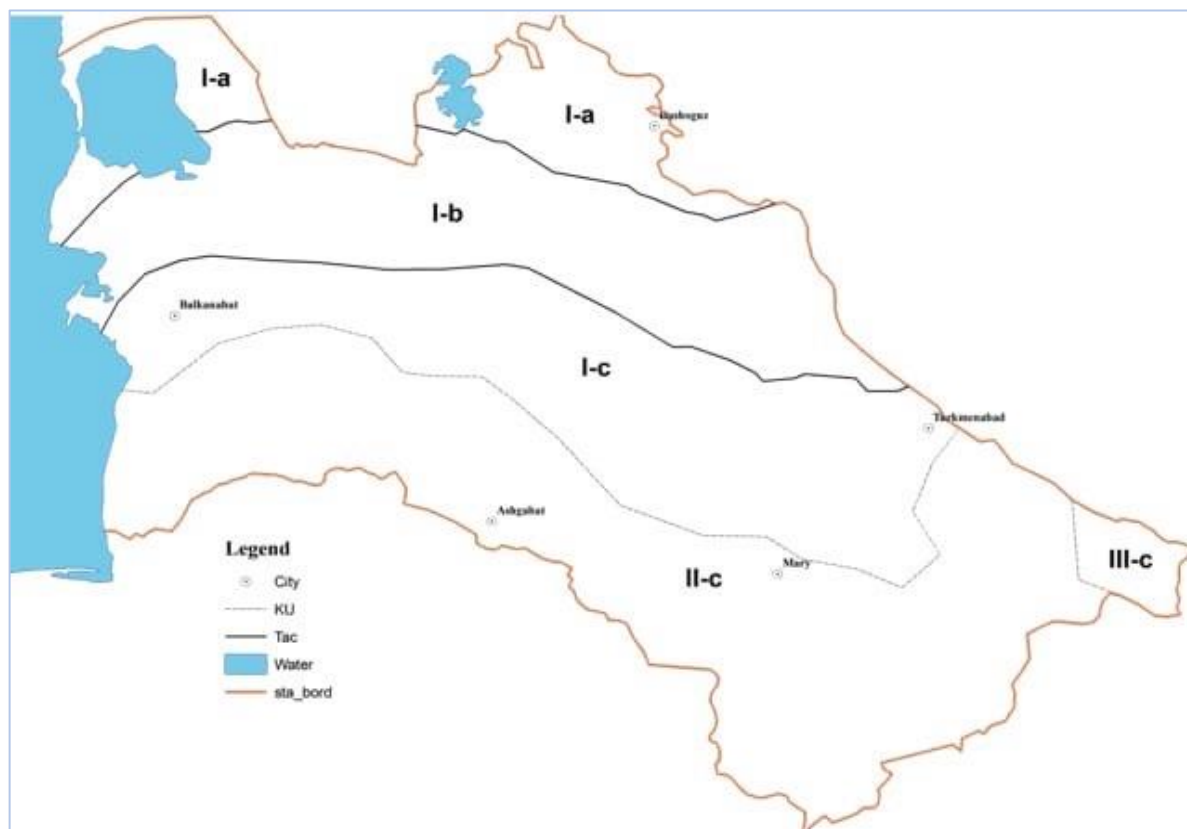 I-a
I-a
Dashoguz
I-b
Balkanabat
I-c
Turkmenabad
Ashgabat
Legend
City
KU
Tac
Water
sta_bord
II-c
Mary
III-c